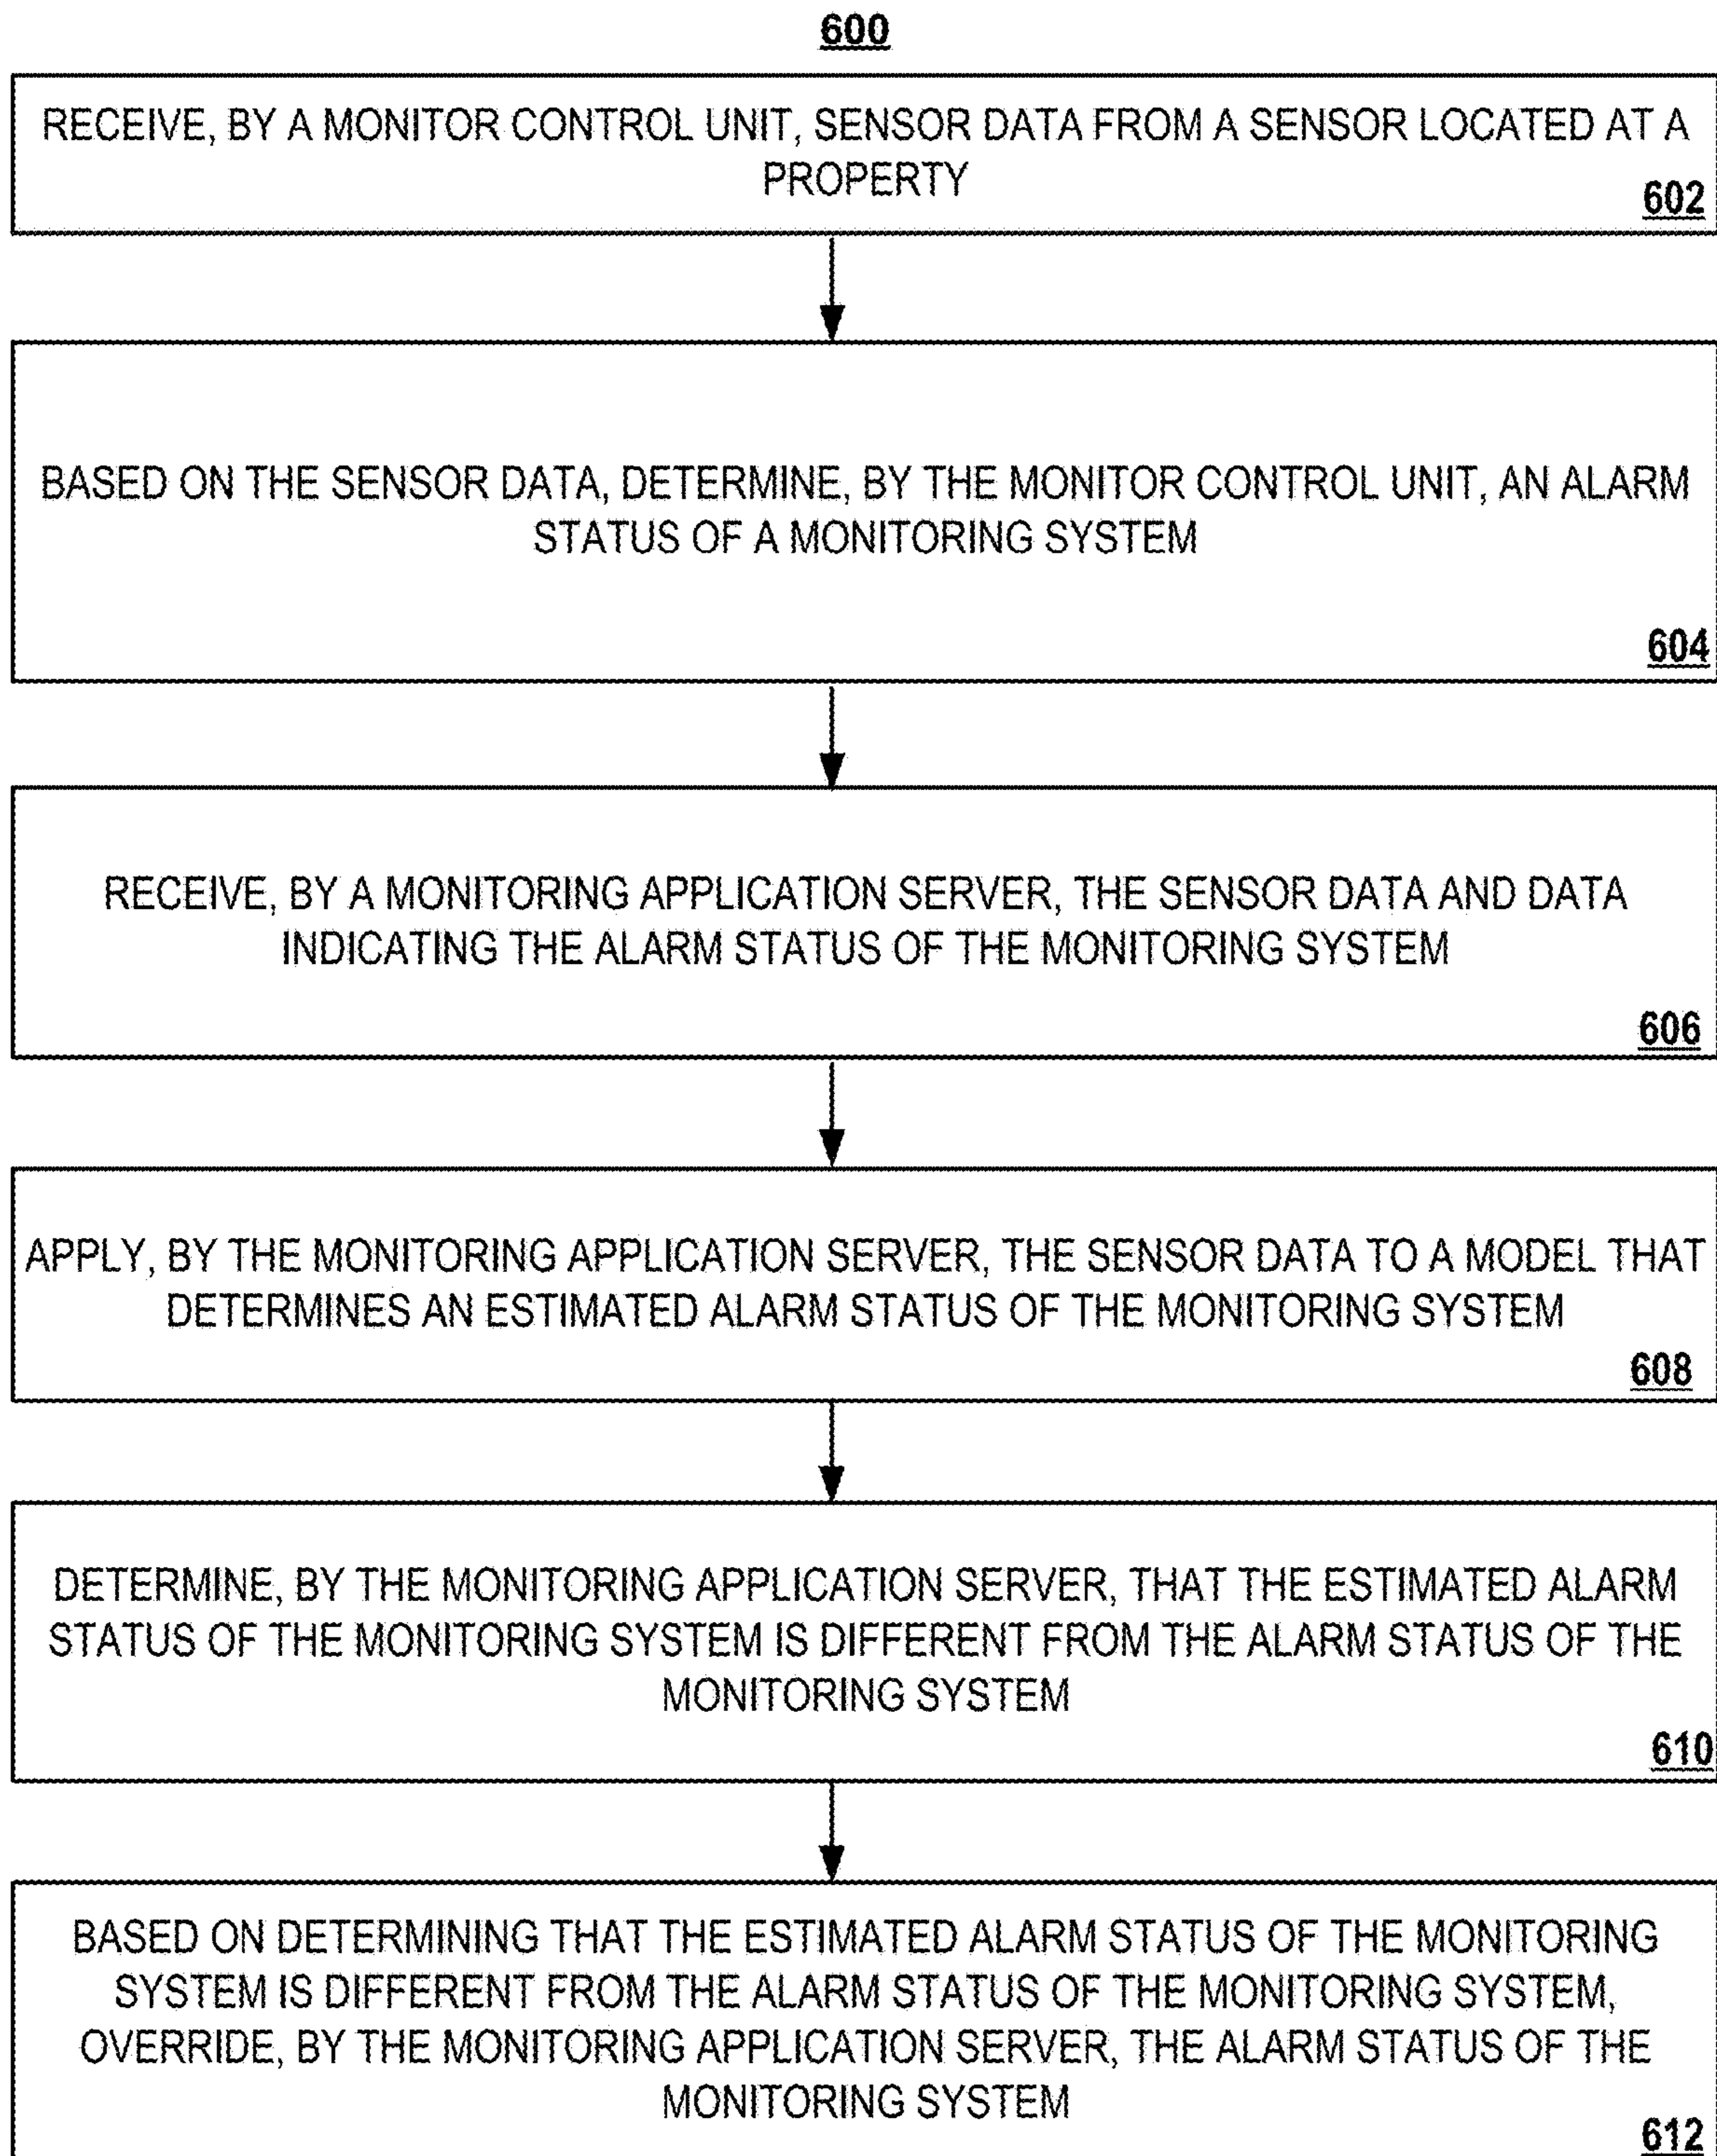 600
RECEIVE, BY A MONITOR CONTROL UNIT, SENSOR DATA FROM A SENSOR LOCATED AT A
PROPERTY
602
BASED ON THE SENSOR DATA, DETERMINE, BY THE MONITOR CONTROL UNIT, AN ALARM
STATUS OF A MONITORING SYSTEM
604
RECEIVE, BY A MONITORING APPLICATION SERVER, THE SENSOR DATA AND DATA
INDICATING THE ALARM STATUS OF THE MONITORING SYSTEM
606
APPLY, BY THE MONITORING APPLICATION SERVER, THE SENSOR DATA TO A MODEL THAT
DETERMINES AN ESTIMATED ALARM STATUS OF THE MONITORING SYSTEM
608
DETERMINE, BY THE MONITORING APPLICATION SERVER, THAT THE ESTIMATED ALARM
STATUS OF THE MONITORING SYSTEM IS DIFFERENT FROM THE ALARM STATUS OF THE
MONITORING SYSTEM
610
BASED ON DETERMINING THAT THE ESTIMATED ALARM STATUS OF THE MONITORING
SYSTEM IS DIFFERENT FROM THE ALARM STATUS OF THE MONITORING SYSTEM,
OVERRIDE, BY THE MONITORING APPLICATION SERVER, THE ALARM STATUS OF THE
MONITORING SYSTEM
612